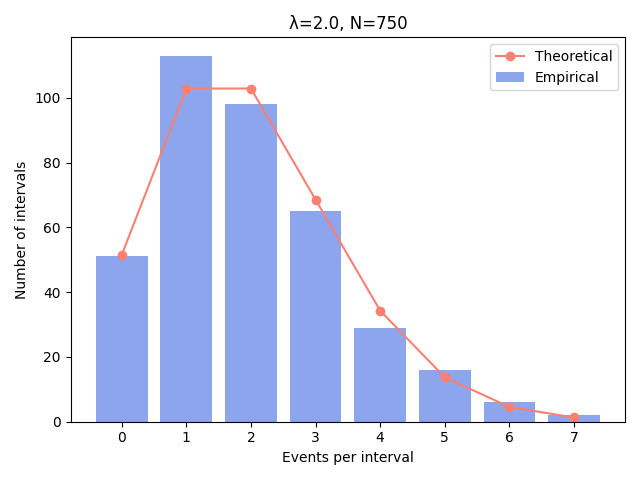 λ=2.0, N=750
Theoretical
Empirical
Number of intervals
100
80
60
40
20
0
0 1 2 3 4 5 6 7
Events per interval